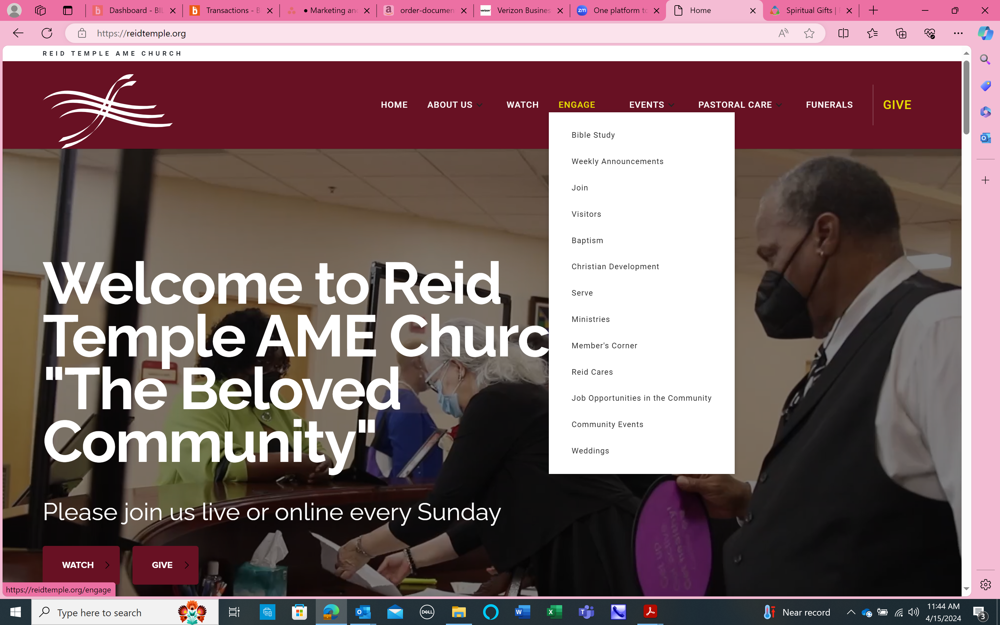 Dashboard - BIL
Transactions - B
● Marketing and
order-documen
Verizon Busines
One platform to
Home
Spiritual Gifts |
https://reidtemple.org
REID TEMPLE AME CHURCH
HOME
ABOUT US
WATCH
ENGAGE
EVENTS
PASTORAL CARE
FUNERALS
GIVE
Bible Study
Weekly Announcements
Join
Visitors
Baptism
Christian Development
Serve
Ministries
Member's Corner
Reid Cares
Job Opportunities in the Community
Community Events
Weddings
Welcome to Reid
Temple AME Churc
"The Beloved
Community"
Please join us live or online every Sunday
WATCH
GIVE
https://reidtemple.org/engage
Type here to search
Near record
11:44 AM
4/15/2024
3